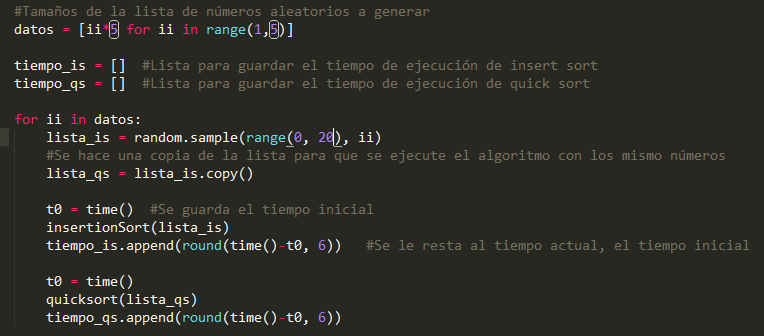 #Tamaños de la lista de números aleatorios a generar
datos = [ii*5 for ii in range(1,5)]
tiempo_is = []  #Lista para guardar el tiempo de ejecución de insert sort
tiempo_qs = []  #Lista para guardar el tiempo de ejecución de quick sort
for ii in datos:
    lista_is = random.sample(range(0, 20), ii)
    #Se hace una copia de la lista para que se ejecute el algoritmo con los mismo números
    lista_qs = lista_is.copy()
    t0 = time()  #Se guarda el tiempo inicial
    insertionSort(lista_is)
    tiempo_is.append(round(time()-t0, 6))   #Se le resta al tiempo actual, el tiempo inicial
    t0 = time()
    quicksort(lista_qs)
    tiempo_qs.append(round(time()-t0, 6))